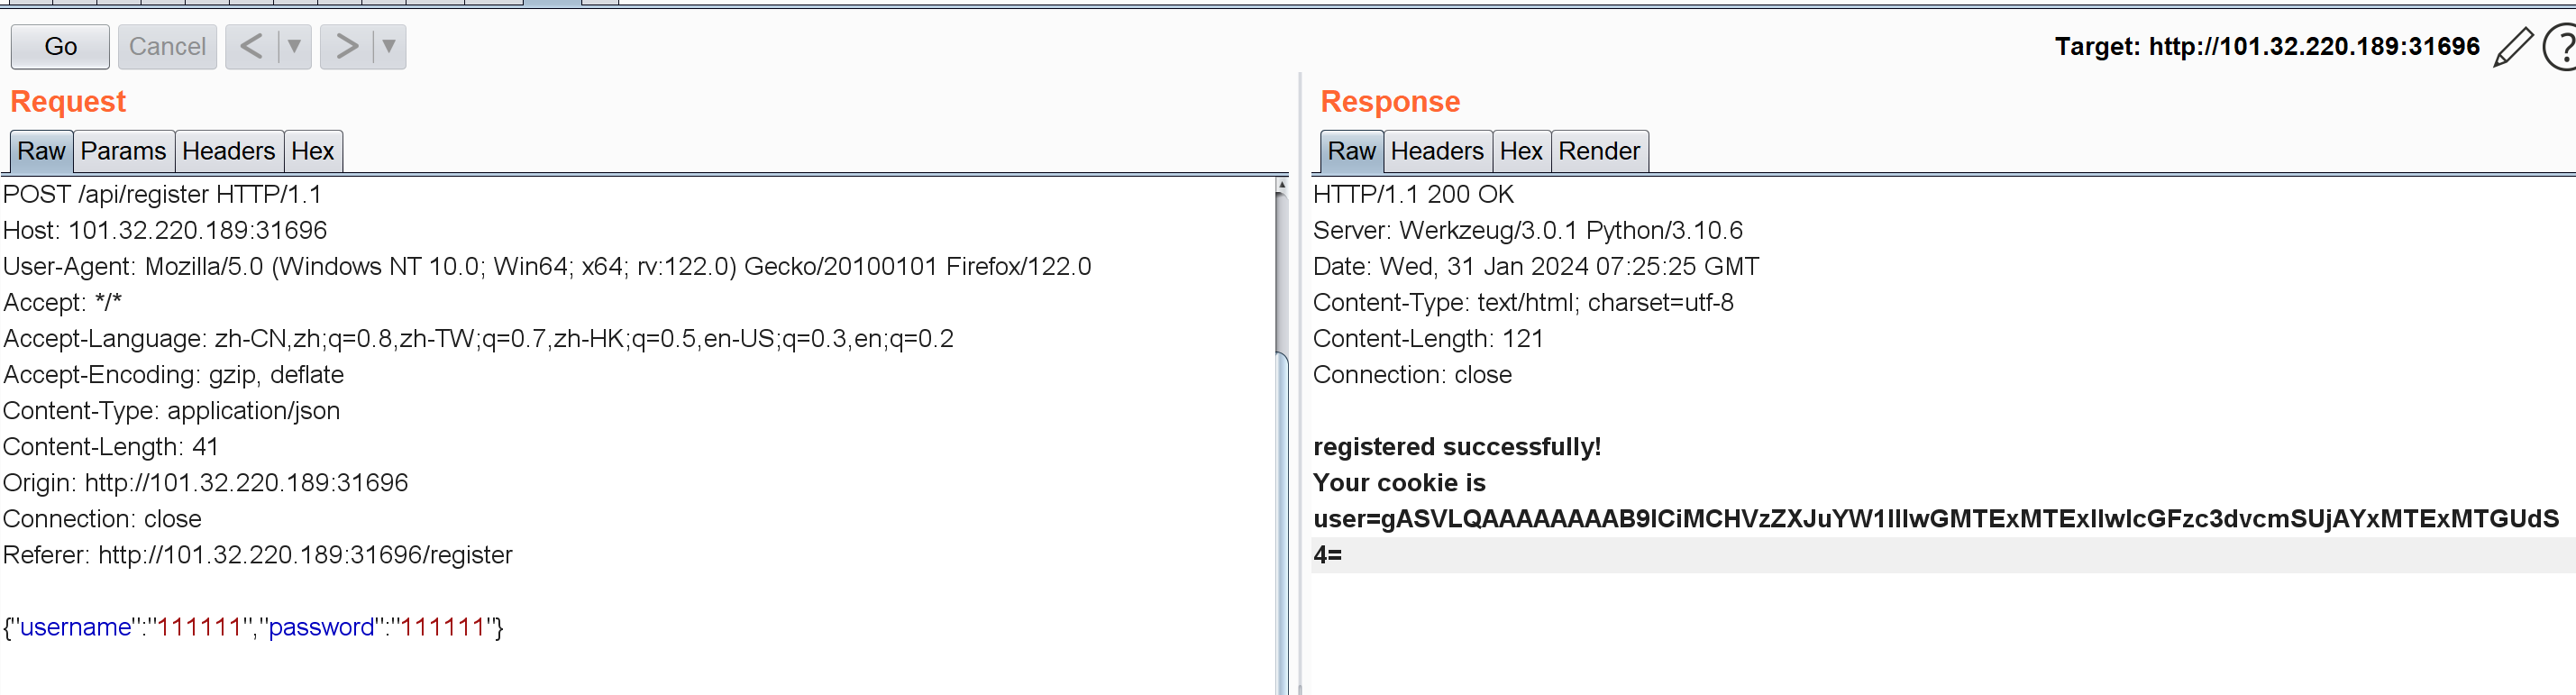 Go
Cancel
<
>
Target: http://101.32.220.189:31696
?
Request
Raw Params Headers Hex
POST /api/register HTTP/1.1
Host: 101.32.220.189:31696
User-Agent: Mozilla/5.0 (Windows NT 10.0; Win64; x64; rv:122.0) Gecko/20100101 Firefox/122.0
Accept: */*
Accept-Language: zh-CN,zh;q=0.8,zh-TW;q=0.7,zh-HK;q=0.5,en-US;q=0.3,en;q=0.2
Accept-Encoding: gzip, deflate
Content-Type: application/json
Content-Length: 41
Origin: http://101.32.220.189:31696
Connection: close
Referer: http://101.32.220.189:31696/register
{"username":"111111","password":"111111"}
Response
Raw Headers Hex Render
HTTP/1.1 200 OK
Server: Werkzeug/3.0.1 Python/3.10.6
Date: Wed, 31 Jan 2024 07:25:25 GMT
Content-Type: text/html; charset=utf-8
Content-Length: 121
Connection: close
registered successfully!
Your cookie is
user=gASVLQAAAAAAAAB9lCiMCHVzZXJuYW1llIwGMTExMTExlIwIcGFzc3dvcmSUjAYxMTExMTGUdS
4=